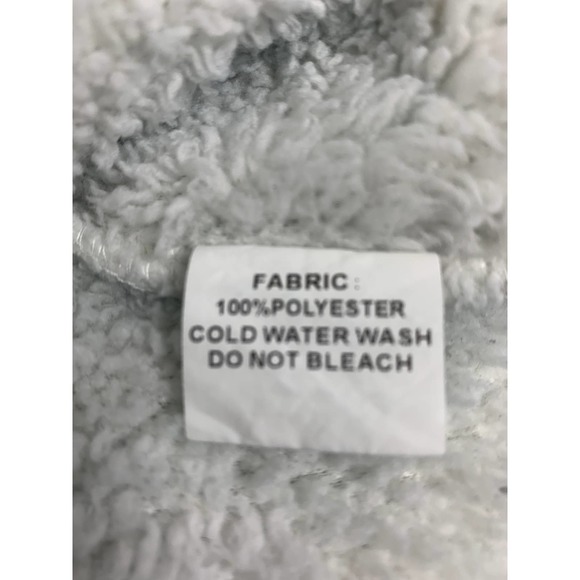 FABRIC :
100%POLYESTER
COLD WATER WASH
DO NOT BLEACH